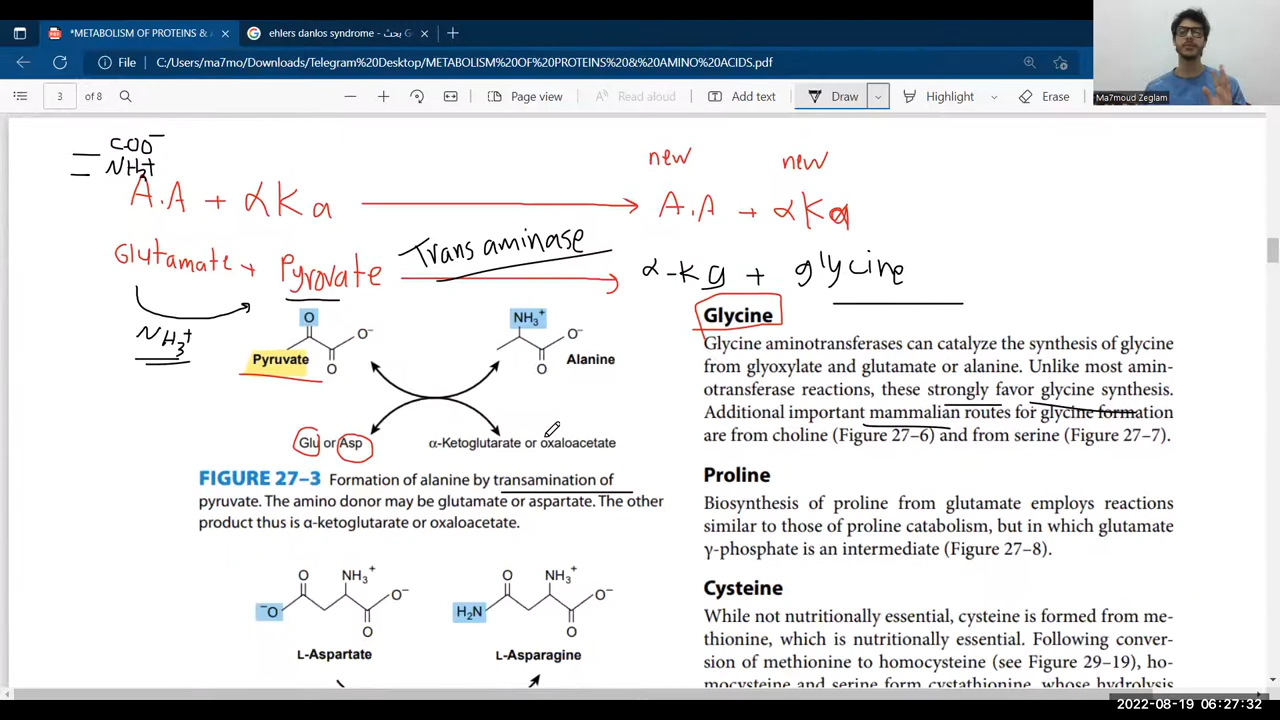 *METABOLISM OF PROTEINS & A
ehlers danlos syndrome - بحث G
File
C:/Users/ma7mo/Downloads/Telegram%20Desktop/METABOLISM%20OF%20PROTEINS%20&%20AMINO%20ACIDS.pdf
3 of 8
Page view
Read aloud
Add text
Draw
Highlight
Erase
Ma7moud Zeglam
COO-
NH3+
new new
A.A + αKa A.A + αKa
Glutamate + Pyrovate Trans aminase α-Kg + glycine
NH3+
O
O-
Pyruvate
O
NH3+
O-
O
Alanine
Glu or Asp
α-Ketoglutarate or oxaloacetate
FIGURE 27–3 Formation of alanine by transamination of
pyruvate. The amino donor may be glutamate or aspartate. The other
product thus is α-ketoglutarate or oxaloacetate.
O NH3+
-O O-
O
L-Aspartate
O NH3+
H2N O-
O
L-Asparagine
Glycine
Glycine aminotransferases can catalyze the synthesis of glycine
from glyoxylate and glutamate or alanine. Unlike most amin-
otransferase reactions, these strongly favor glycine synthesis.
Additional important mammalian routes for glycine formation
are from choline (Figure 27–6) and from serine (Figure 27–7).
Proline
Biosynthesis of proline from glutamate employs reactions
similar to those of proline catabolism, but in which glutamate
γ-phosphate is an intermediate (Figure 27–8).
Cysteine
While not nutritionally essential, cysteine is formed from me-
thionine, which is nutritionally essential. Following conver-
sion of methionine to homocysteine (see Figure 29–19), ho-
mocysteine and serine form cystathionine, whose hydrolysis
2022-08-19 06:27:32